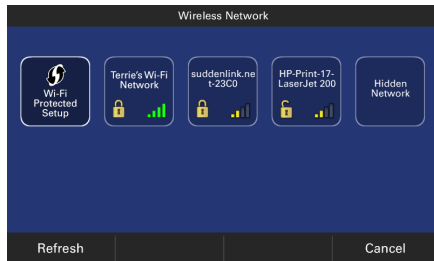 Wireless Network
Wi-Fi
Protected
Setup
Terrie's Wi-Fi
Network
suddenlink.ne
t-23C0
HP-Print-17-
LaserJet 200
Hidden
Network
Refresh
Cancel